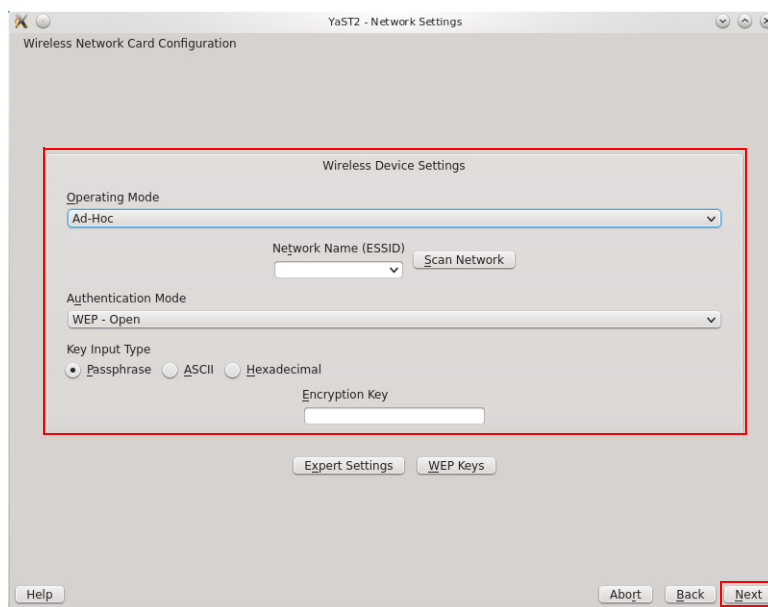 YaST2 - Network Settings
Wireless Network Card Configuration
Wireless Device Settings
Operating Mode
Ad-Hoc
Network Name (ESSID)
Scan Network
Authentication Mode
WEP - Open
Key Input Type
Passphrase ASCII Hexadecimal
Encryption Key
Expert Settings WEP Keys
Help Abort Back Next